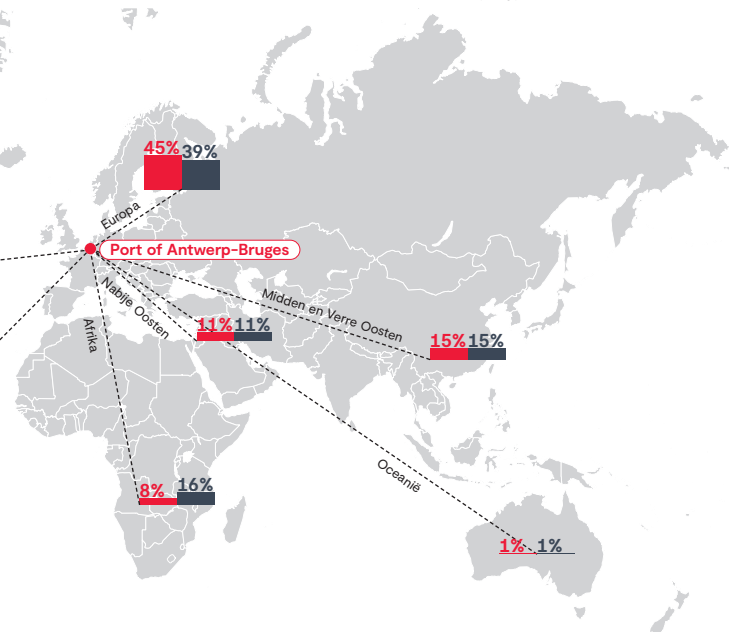 45% 39%
Europa
Port of Antwerp-Bruges
Nabije Oosten
Midden en Verre Oosten
Afrika
11% 11%
15% 15%
Oceanië
8% 16%
1% 1%